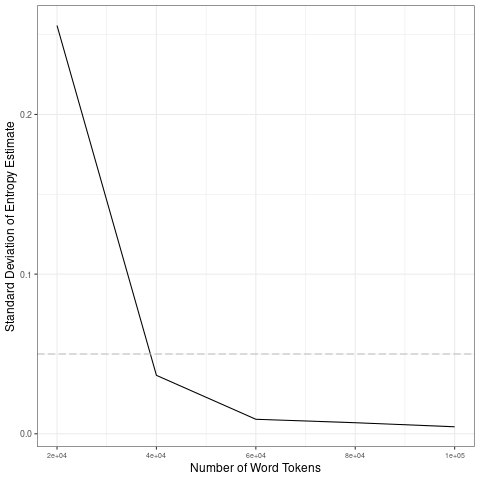 Standard Deviation of Entropy Estimate
0.2
0.1
0.0
2e+04 4e+04 6e+04 8e+04 1e+05
Number of Word Tokens